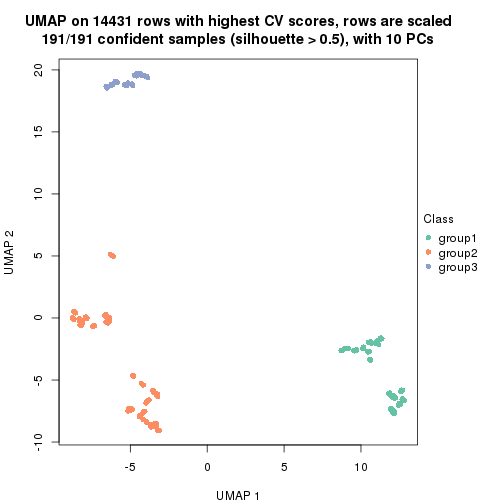 UMAP on 14431 rows with highest CV scores, rows are scaled
191/191 confident samples (silhouette > 0.5), with 10 PCs
20
15
10
5
0
-5
-10
UMAP 2
-5
0
5
10
UMAP 1
Class
group1
group2
group3